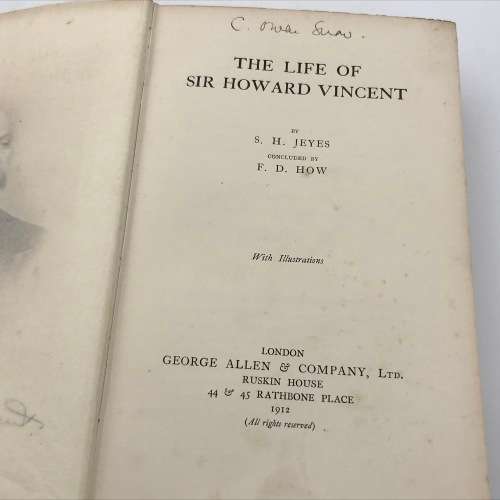 C.
THE LIFE OF
SIR HOWARD VINCENT
BY
S. H. JEYES
CONCLUDED BY
F. D. HOW
With Illustrations
LONDON
GEORGE ALLEN & COMPANY, LTD.
RUSKIN HOUSE
44 & 45 RATHBONE PLACE
1912
(All rights reserved)